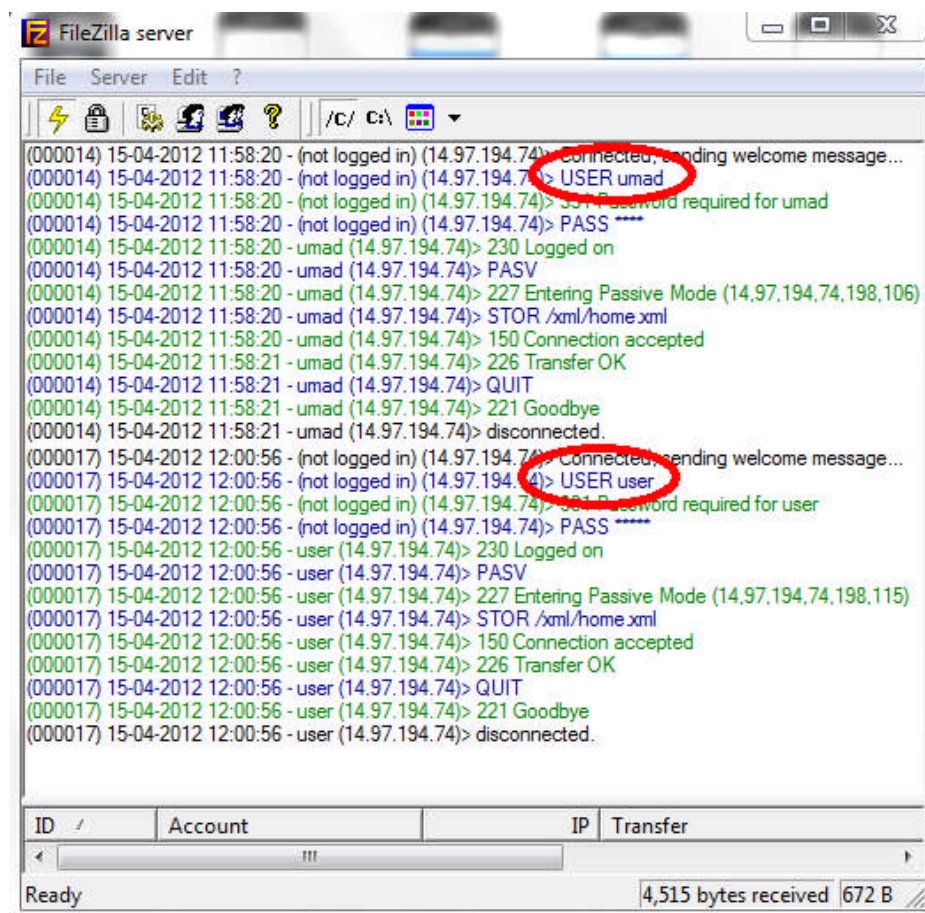 FileZilla server
File Server Edit ?
/C/ C:\
(000014) 15-04-2012 11:58:20 - (not logged in) (14.97.194.74)> Connected, sending welcome message...
(000014) 15-04-2012 11:58:20 - (not logged in) (14.97.194.74)> USER umad
(000014) 15-04-2012 11:58:20 - (not logged in) (14.97.194.74)> 331 Password required for umad
(000014) 15-04-2012 11:58:20 - (not logged in) (14.97.194.74)> PASS ****
(000014) 15-04-2012 11:58:20 - umad (14.97.194.74)> 230 Logged on
(000014) 15-04-2012 11:58:20 - umad (14.97.194.74)> PASV
(000014) 15-04-2012 11:58:20 - umad (14.97.194.74)> 227 Entering Passive Mode (14,97,194,74,198,106)
(000014) 15-04-2012 11:58:20 - umad (14.97.194.74)> STOR /xml/home.xml
(000014) 15-04-2012 11:58:20 - umad (14.97.194.74)> 150 Connection accepted
(000014) 15-04-2012 11:58:21 - umad (14.97.194.74)> 226 Transfer OK
(000014) 15-04-2012 11:58:21 - umad (14.97.194.74)> QUIT
(000014) 15-04-2012 11:58:21 - umad (14.97.194.74)> 221 Goodbye
(000014) 15-04-2012 11:58:21 - umad (14.97.194.74)> disconnected.
(000017) 15-04-2012 12:00:56 - (not logged in) (14.97.194.74)> Connected, sending welcome message...
(000017) 15-04-2012 12:00:56 - (not logged in) (14.97.194.74)> USER user
(000017) 15-04-2012 12:00:56 - (not logged in) (14.97.194.74)> 331 Password required for user
(000017) 15-04-2012 12:00:56 - (not logged in) (14.97.194.74)> PASS *****
(000017) 15-04-2012 12:00:56 - user (14.97.194.74)> 230 Logged on
(000017) 15-04-2012 12:00:56 - user (14.97.194.74)> PASV
(000017) 15-04-2012 12:00:56 - user (14.97.194.74)> 227 Entering Passive Mode (14,97,194,74,198,115)
(000017) 15-04-2012 12:00:56 - user (14.97.194.74)> STOR /xml/home.xml
(000017) 15-04-2012 12:00:56 - user (14.97.194.74)> 150 Connection accepted
(000017) 15-04-2012 12:00:56 - user (14.97.194.74)> 226 Transfer OK
(000017) 15-04-2012 12:00:56 - user (14.97.194.74)> QUIT
(000017) 15-04-2012 12:00:56 - user (14.97.194.74)> 221 Goodbye
(000017) 15-04-2012 12:00:56 - user (14.97.194.74)> disconnected.
ID / Account IP Transfer
Ready 4,515 bytes received 672 B